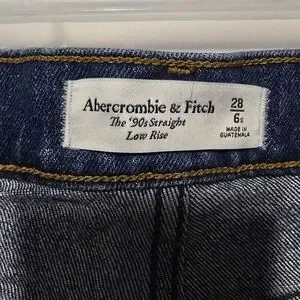 Abercrombie & Fitch
The '90s Straight
Low Rise
28
6s
MADE IN
GUATEMALA